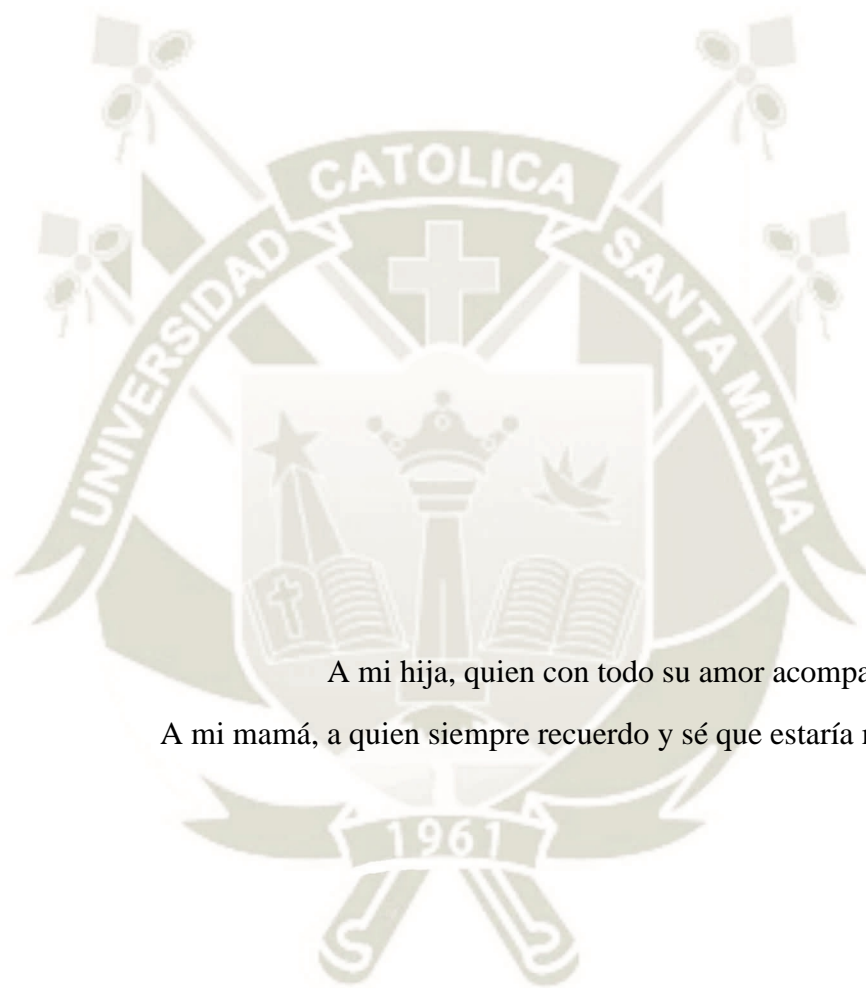 CATOLICA
UNIVERSIDAD
SANTA MARIA
A mi hija, quien con todo su amor
A mi mamá, a quien siempre recuerdo y sé que estaría
1961